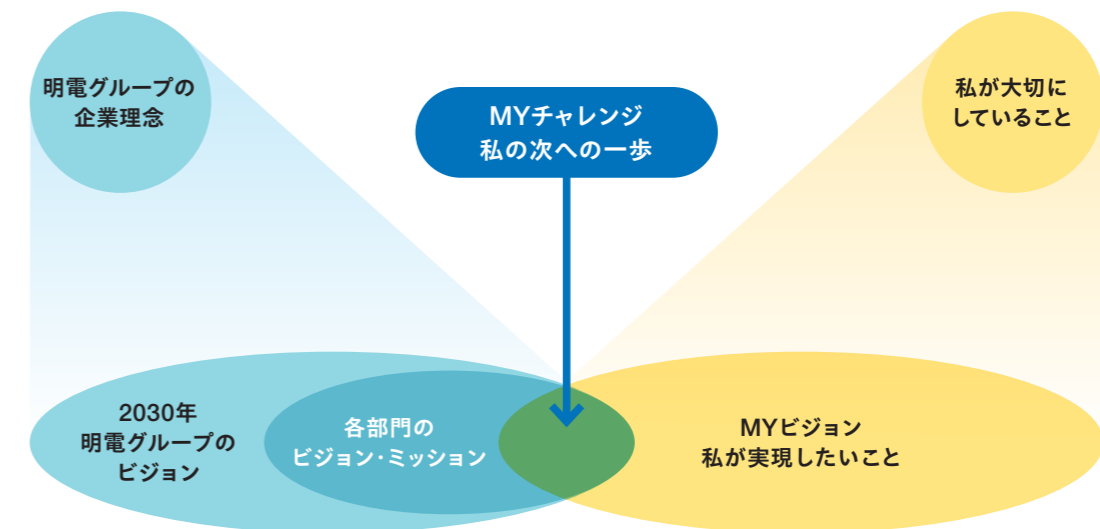 明電グループの
企業理念
MYチャレンジ
私の次への一歩
私が大切に
していること
2030年
明電グループの
ビジョン
各部門の
ビジョン・ミッション
MYビジョン
私が実現したいこと